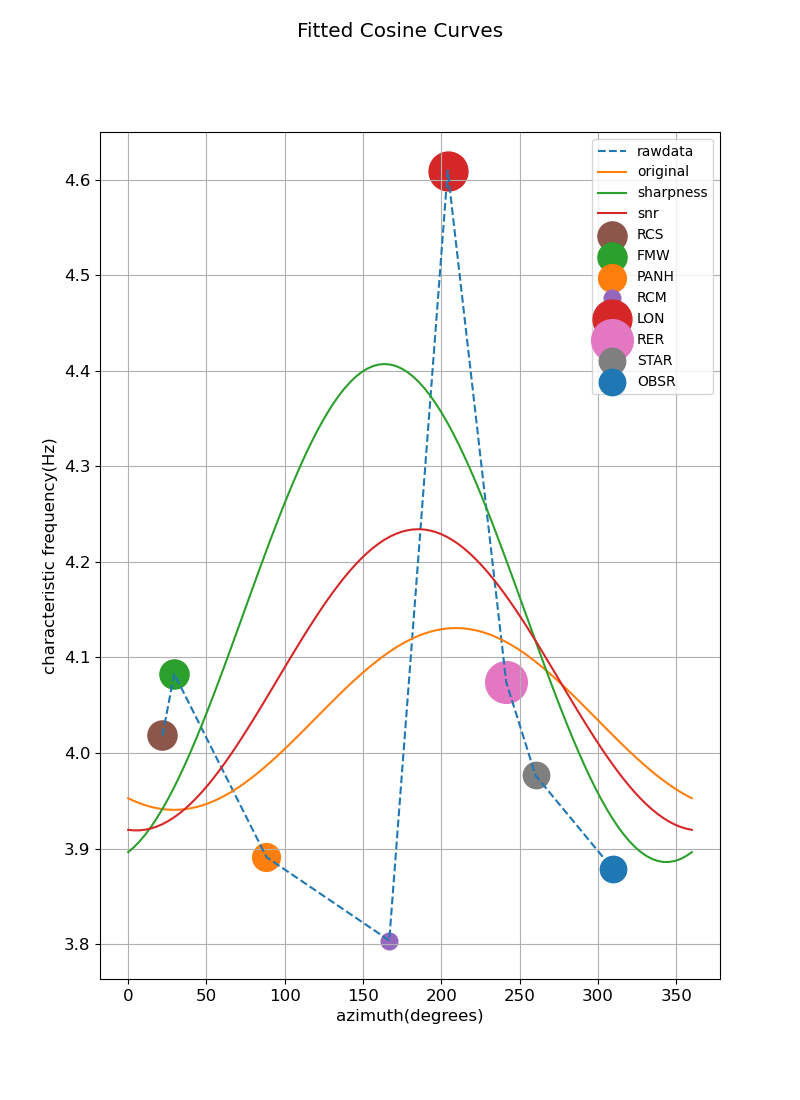 Fitted Cosine Curves
rawdata
original
sharpness
snr
RCS
FMW
PANH
RCM
LON
RER
STAR
OBSR
4.6
4.5
4.4
4.3
4.2
4.1
4.0
3.9
3.8
characteristic frequency(Hz)
0 50 100 150 200 250 300 350
azimuth(degrees)